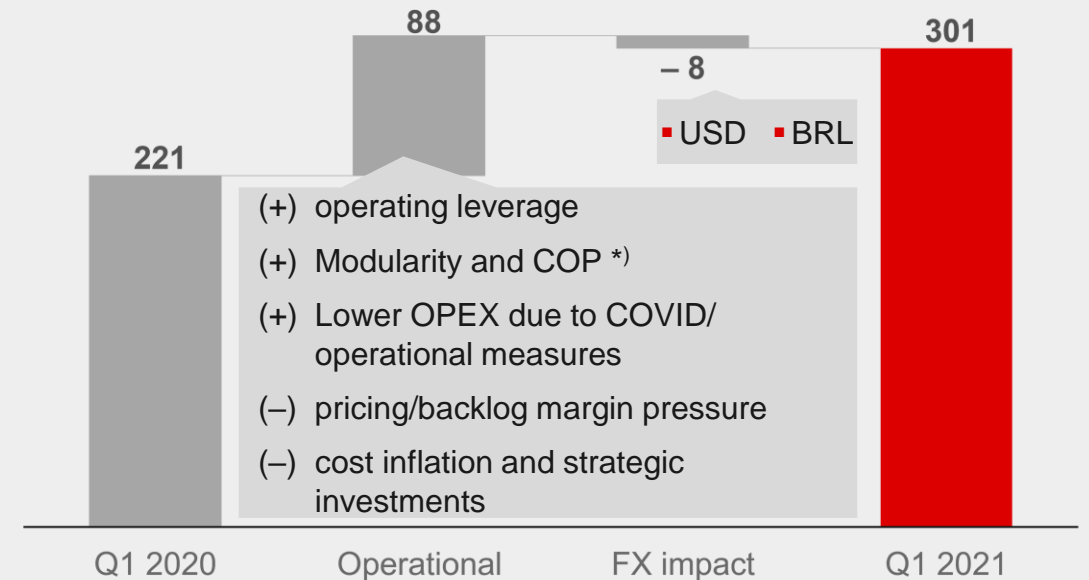 88
301
– 8
▪ USD ▪ BRL
221
(+) operating leverage
(+) Modularity and COP *)
(+) Lower OPEX due to COVID/
operational measures
(–) pricing/backlog margin pressure
(–) cost inflation and strategic
investments
Q1 2020 Operational FX impact Q1 2021